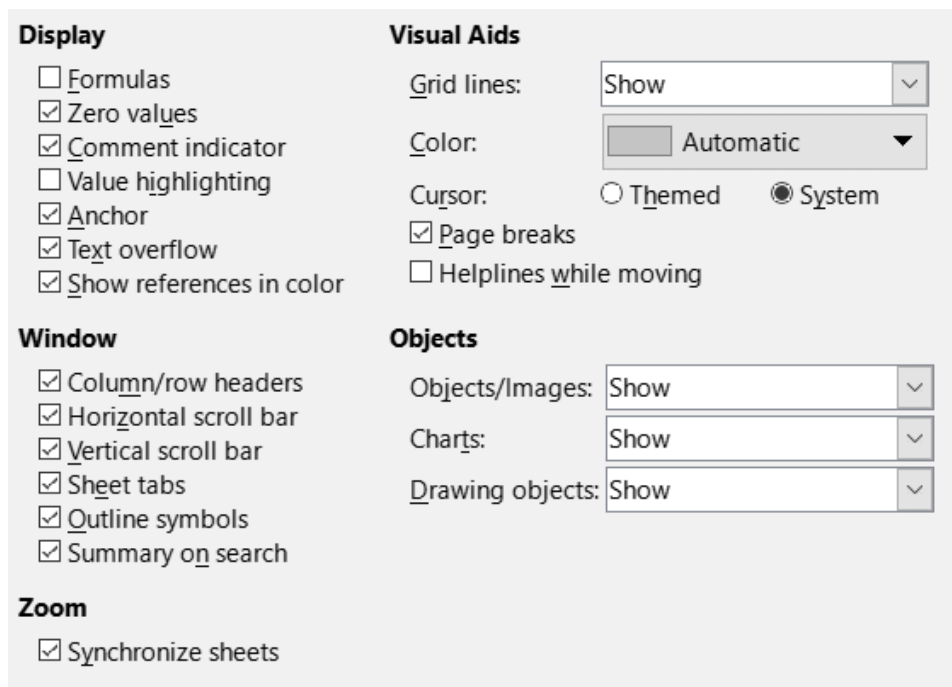 Display
Formulas
Zero values
Comment indicator
Value highlighting
Anchor
Text overflow
Show references in color
Visual Aids
Grid lines: Show
Color: Automatic
Cursor: Themed System
Page breaks
Helplines while moving
Window
Column/row headers
Horizontal scroll bar
Vertical scroll bar
Sheet tabs
Outline symbols
Summary on search
Objects
Objects/Images: Show
Charts: Show
Drawing objects: Show
Zoom
Synchronize sheets